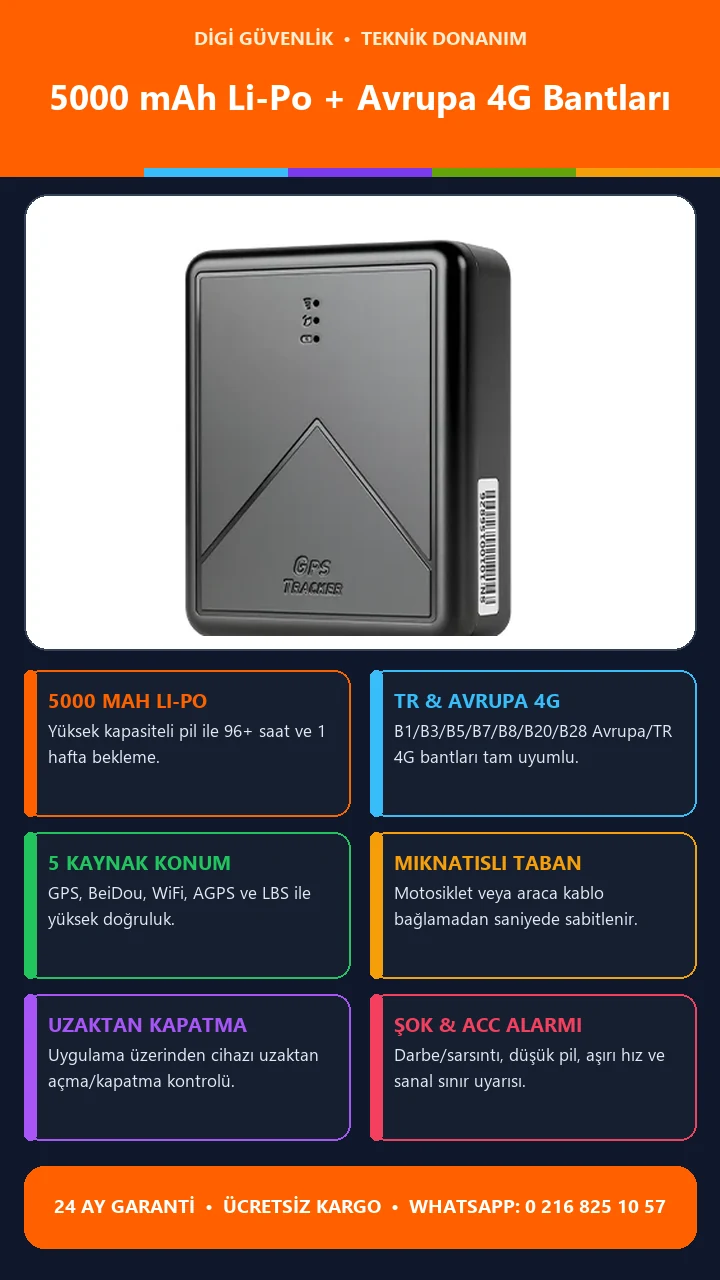 DİGİ GÜVENLİK • TEKNİK DONANIM
5000 mAh Li-Po + Avrupa 4G Bantları
GPS
TRACKER
SN:10100156826
5000 MAH LI-PO
Yüksek kapasiteli pil ile 96+ saat ve 1
hafta bekleme.
TR & AVRUPA 4G
B1/B3/B5/B7/B8/B20/B28 Avrupa/TR
4G bantları tam uyumlu.
5 KAYNAK KONUM
GPS, BeiDou, WiFi, AGPS ve LBS ile
yüksek doğruluk.
MIKNATISLI TABAN
Motosiklet veya araca kablo
bağlamadan saniyede sabitlenir.
UZAKTAN KAPATMA
Uygulama üzerinden cihazı uzaktan
açma/kapatma kontrolü.
ŞOK & ACC ALARMI
Darbe/sarsıntı, düşük pil, aşırı hız ve
sanal sınır uyarısı.
24 AY GARANTİ • ÜCRETSİZ KARGO • WHATSAPP: 0 216 825 10 57